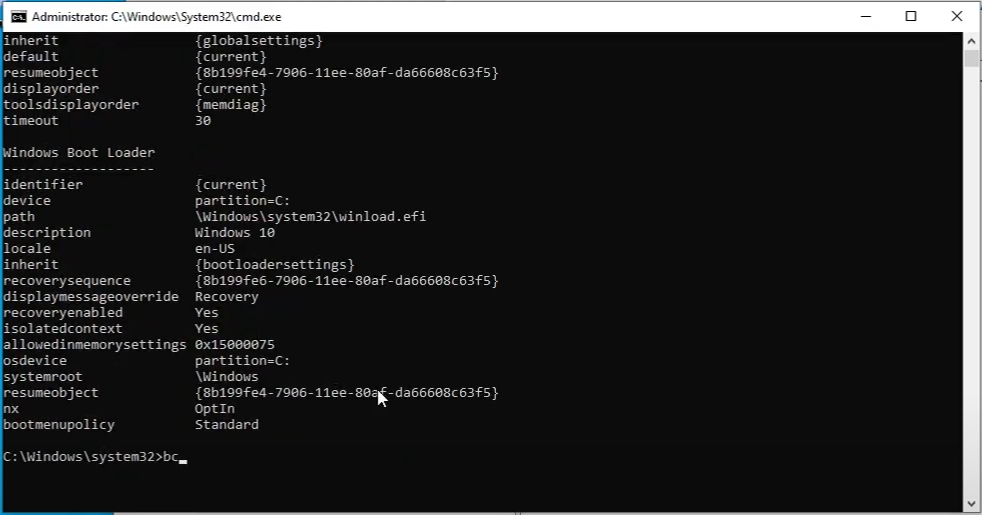 Administrator: C:\Windows\System32\cmd.exe
inherit                 {globalsettings}
default                 {current}
resumeobject            {8b199fe4-7906-11ee-80af-da66608c63f5}
displayorder            {current}
toolsdisplayorder       {memdiag}
timeout                 30
Windows Boot Loader
-------------------
identifier              {current}
device                  partition=C:
path                    \Windows\system32\winload.efi
description             Windows 10
locale                  en-US
inherit                 {bootloadersettings}
recoverysequence        {8b199fe6-7906-11ee-80af-da66608c63f5}
displaymessageoverride  Recovery
recoveryenabled         Yes
isolatedcontext         Yes
allowedinmemorysettings 0x15000075
osdevice                partition=C:
systemroot              \Windows
resumeobject            {8b199fe4-7906-11ee-80af-da66608c63f5}
nx                      OptIn
bootmenupolicy          Standard
C:\Windows\system32>bc_